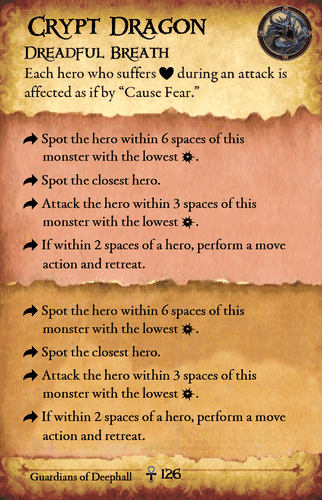 Crypt Dragon
Dreadful Breath
Each hero who suffers ♥ during an attack is
affected as if by “Cause Fear.”
Spot the hero within 6 spaces of this
monster with the lowest .
Spot the closest hero.
Attack the hero within 3 spaces of this
monster with the lowest .
If within 2 spaces of a hero, perform a move
action and retreat.
Spot the hero within 6 spaces of this
monster with the lowest .
Spot the closest hero.
Attack the hero within 3 spaces of this
monster with the lowest .
If within 2 spaces of a hero, perform a move
action and retreat.
Guardians of Deephall ☥ 126